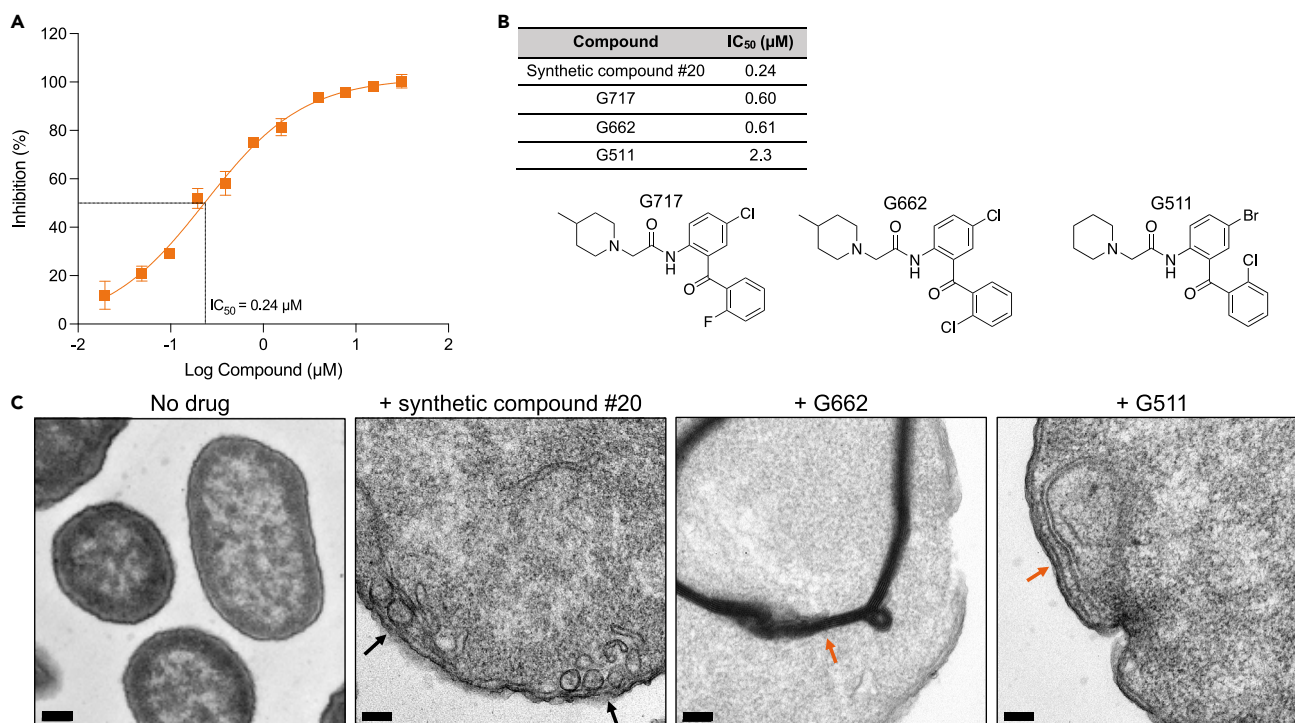 A
120
100
80
60
40
20
0
Inhibition (%)
IC50 = 0.24 µM
-2 -1 0 1 2
Log Compound (µM)
B
Compound IC50 (µM)
Synthetic compound #20 0.24
G717 0.60
G662 0.61
G511 2.3
G717
O
N
N
H
O
Cl
F
G662
O
N
N
H
O
Cl
Cl
G511
O
N
N
H
O
Br
Cl
C
No drug
+ synthetic compound #20
+ G662
+ G511